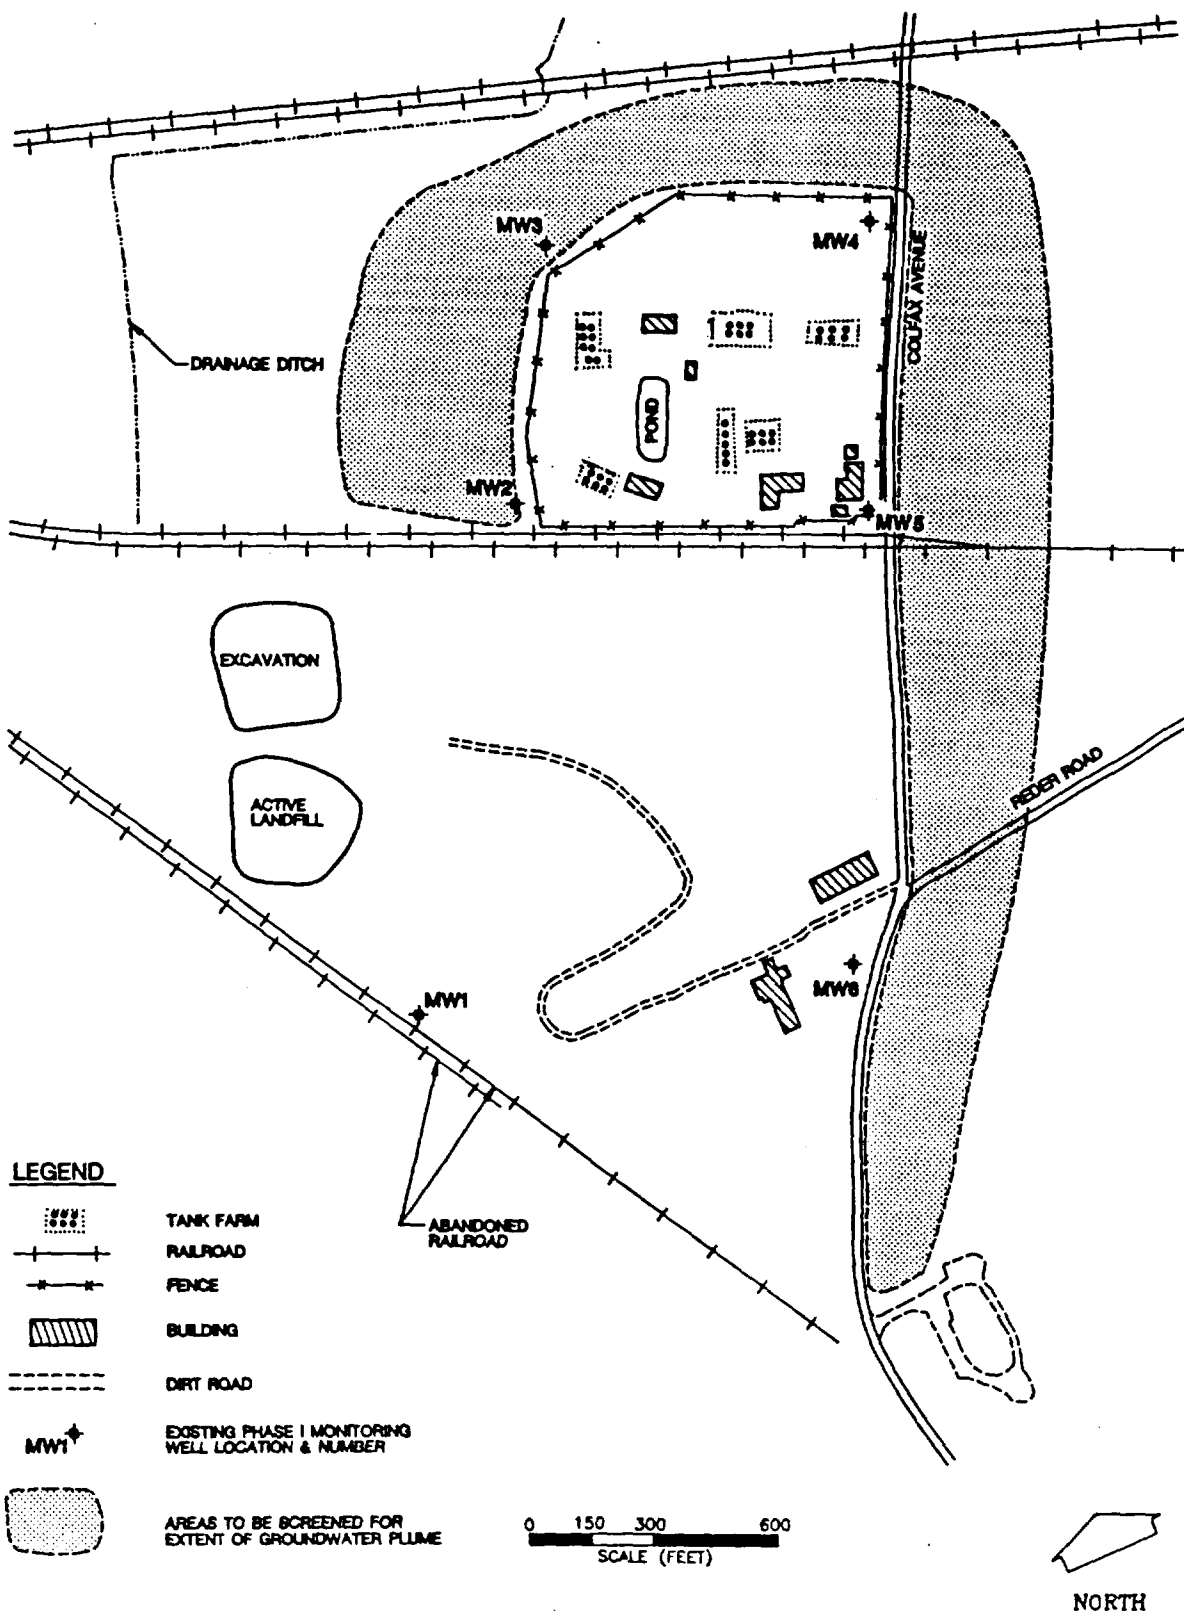 MW3
MW4
COLFAX AVENUE
DRAINAGE DITCH
POND
MW2
MW5
EXCAVATION
REDER ROAD
ACTIVE
LANDFILL
MW6
MW1
LEGEND
TANK FARM
RAILROAD
FENCE
BUILDING
DIRT ROAD
MW1
EXISTING PHASE I MONITORING
WELL LOCATION & NUMBER
AREAS TO BE SCREENED FOR
EXTENT OF GROUNDWATER PLUME
ABANDONED
RAILROAD
0 150 300 600
SCALE (FEET)
NORTH